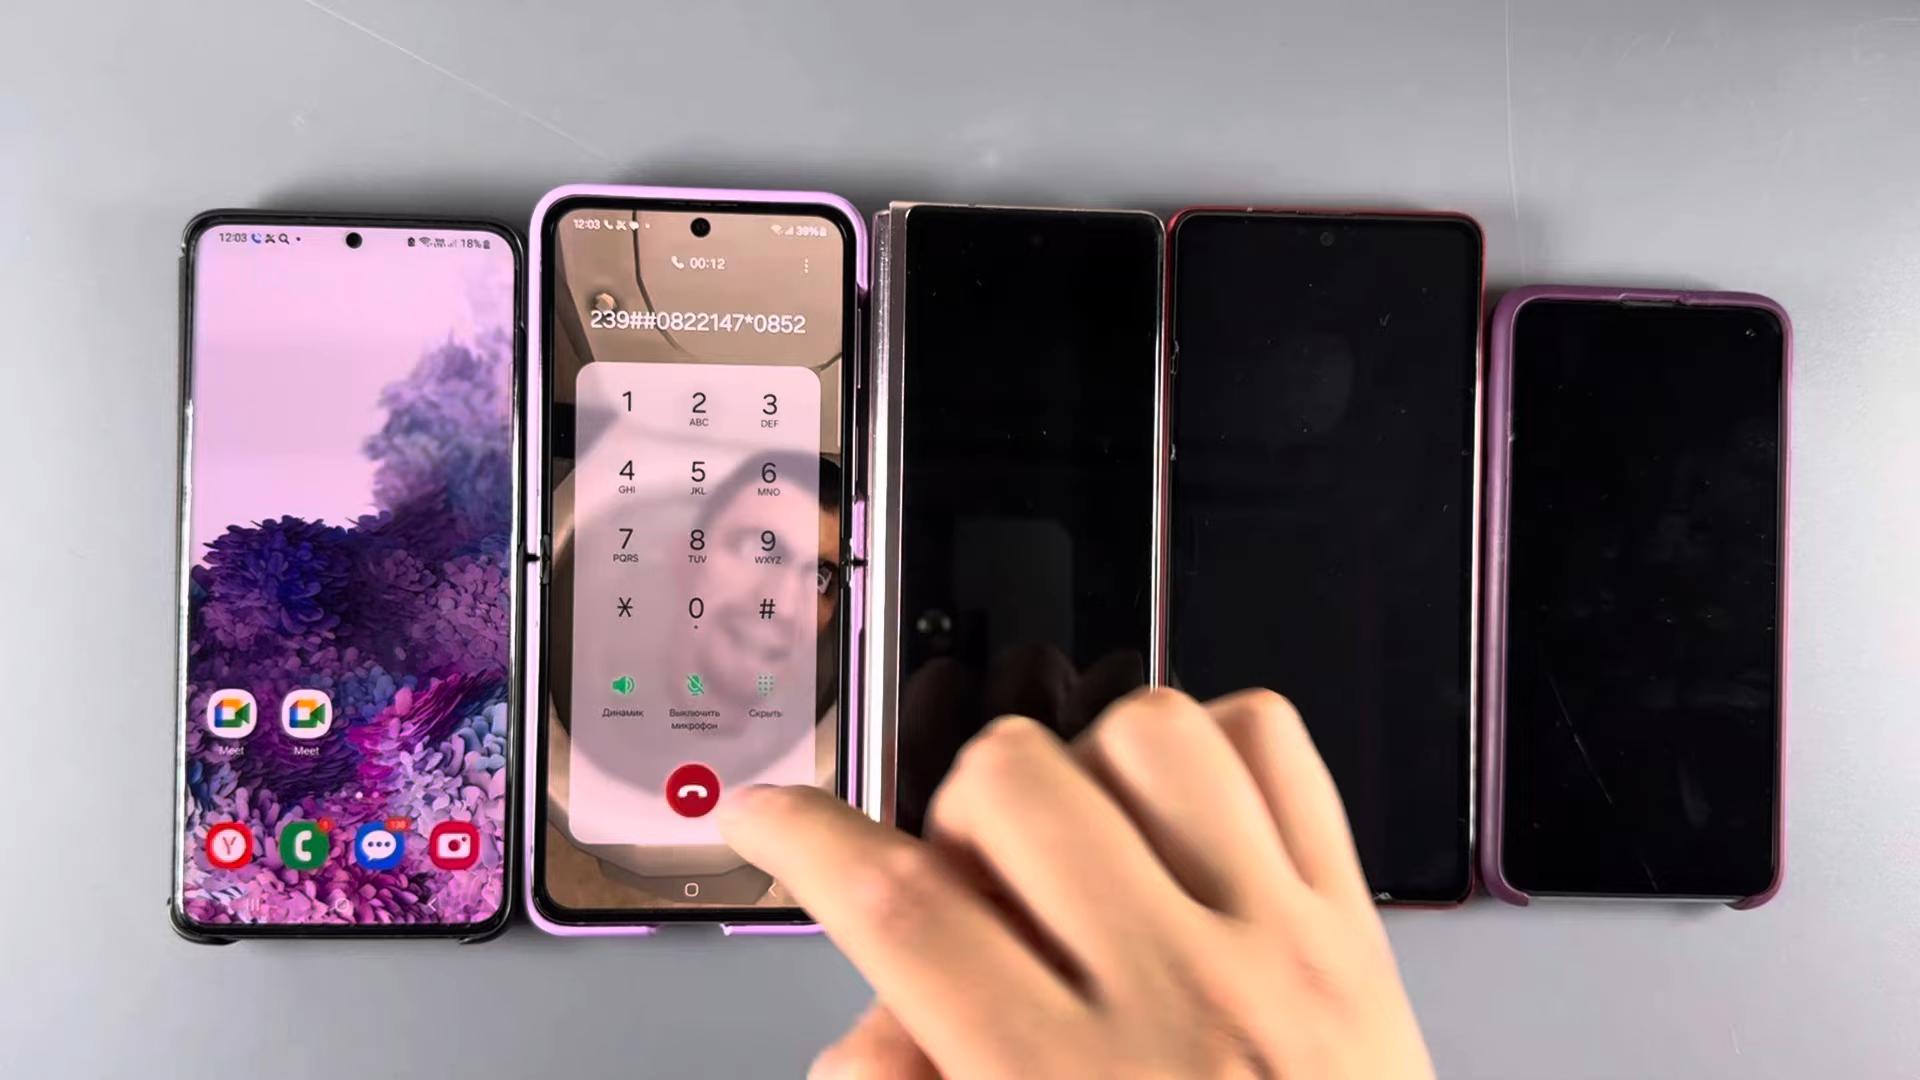 12:03
18%
Meet
Meet
12:03
39%
00:12
239##0822147*0852
1
2
ABC
3
DEF
4
GHI
5
JKL
6
MNO
7
PQRS
8
TUV
9
WXYZ
*
0
#
Динамик
Выключить
микрофон
Скрыть